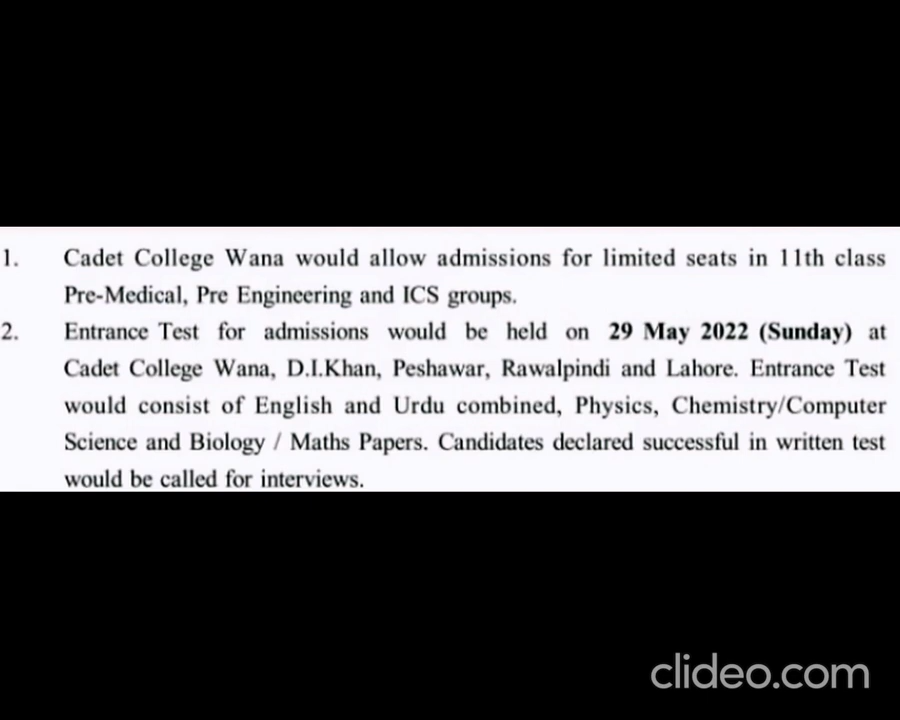 1. Cadet College Wana would allow admissions for limited seats in 11th class
Pre-Medical, Pre Engineering and ICS groups.
2. Entrance Test for admissions would be held on 29 May 2022 (Sunday) at
Cadet College Wana, D.I.Khan, Peshawar, Rawalpindi and Lahore. Entrance Test
would consist of English and Urdu combined, Physics, Chemistry/Computer
Science and Biology / Maths Papers. Candidates declared successful in written test
would be called for interviews.
clideo.com